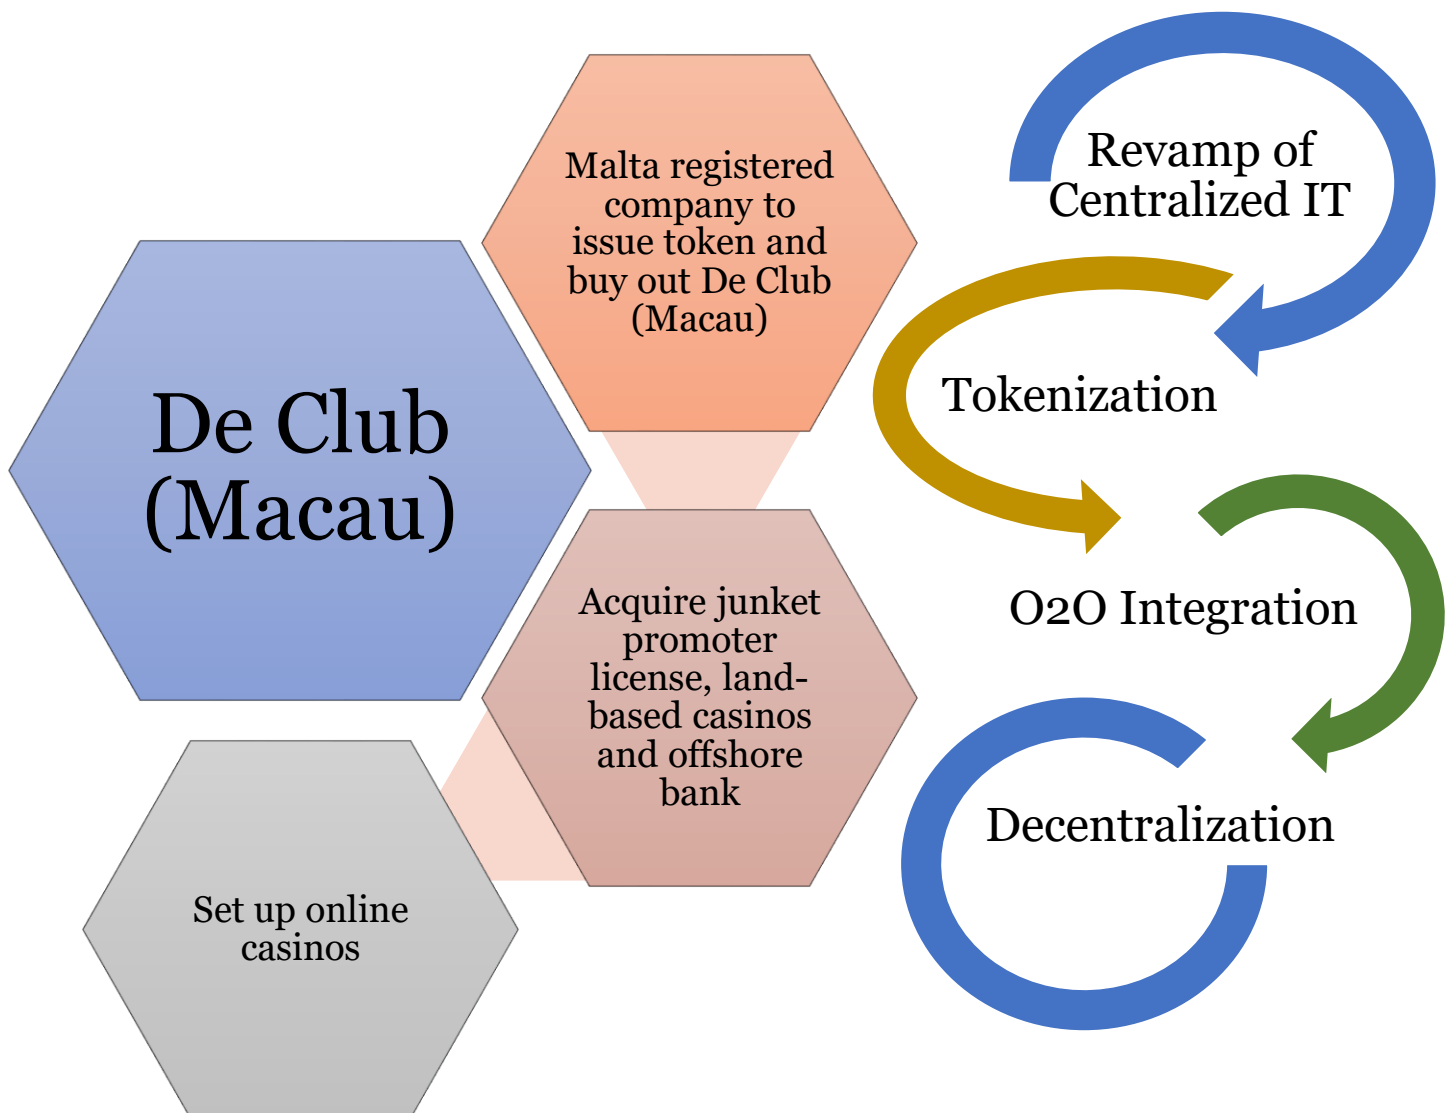 De Club
(Macau)
Malta registered
company to
issue token and
buy out De Club
(Macau)
Acquire junket
promoter
license, land-
based casinos
and offshore
bank
Set up online
casinos
Revamp of
Centralized IT
Tokenization
O2O Integration
Decentralization